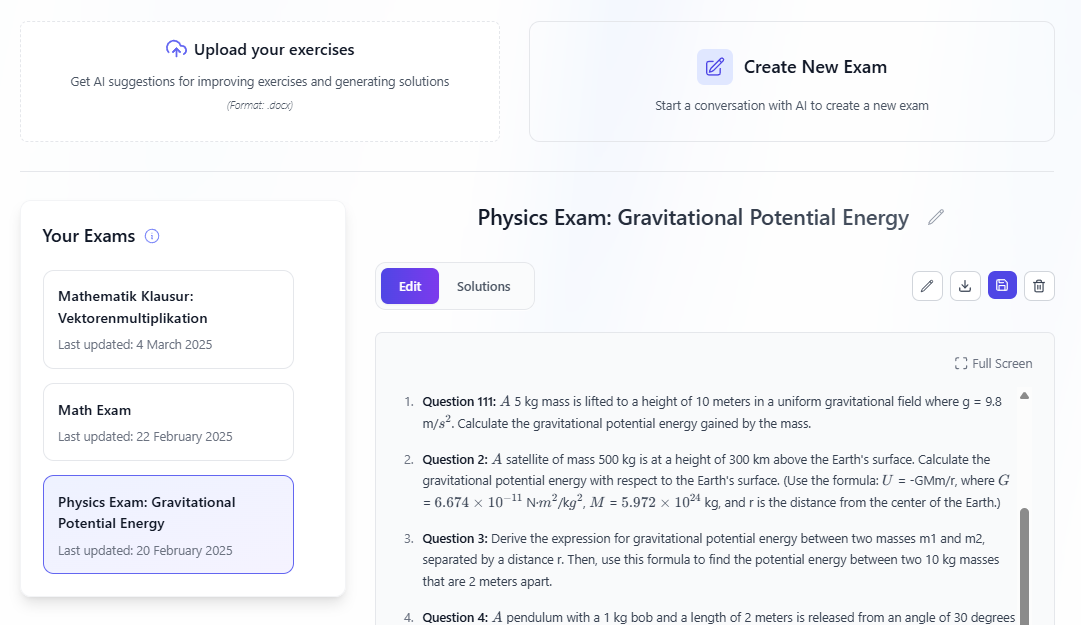 Upload your exercises
Get AI suggestions for improving exercises and generating solutions
(Format: .docx)
Create New Exam
Start a conversation with AI to create a new exam
Your Exams
Mathematik Klausur:
Vektorenmultiplikation
Last updated: 4 March 2025
Math Exam
Last updated: 22 February 2025
Physics Exam: Gravitational
Potential Energy
Last updated: 20 February 2025
Physics Exam: Gravitational Potential Energy
Edit
Solutions
Full Screen
1. Question 111: A 5 kg mass is lifted to a height of 10 meters in a uniform gravitational field where g = 9.8
m/s². Calculate the gravitational potential energy gained by the mass.
2. Question 2: A satellite of mass 500 kg is at a height of 300 km above the Earth's surface. Calculate the
gravitational potential energy with respect to the Earth's surface. (Use the formula: U = -GMm/r, where G
= 6.674 × 10⁻¹¹ N·m²/kg², M = 5.972 × 10²⁴ kg, and r is the distance from the center of the Earth.)
3. Question 3: Derive the expression for gravitational potential energy between two masses m1 and m2,
separated by a distance r. Then, use this formula to find the potential energy between two 10 kg masses
that are 2 meters apart.
4. Question 4: A pendulum with a 1 kg bob and a length of 2 meters is released from an angle of 30 degrees